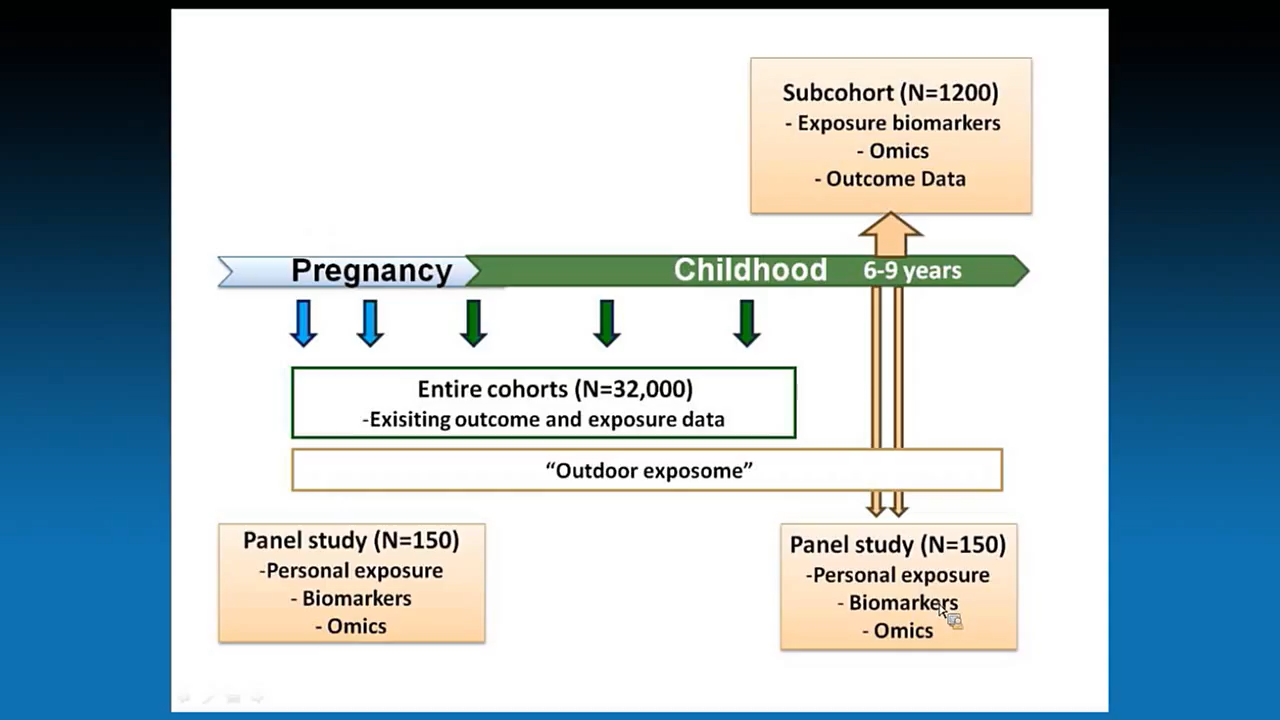 Subcohort (N=1200)
- Exposure biomarkers
- Omics
- Outcome Data
Pregnancy
Childhood
6-9 years
Entire cohorts (N=32,000)
-Exisiting outcome and exposure data
“Outdoor exposome”
Panel study (N=150)
-Personal exposure
- Biomarkers
- Omics
Panel study (N=150)
-Personal exposure
- Biomarkers
- Omics